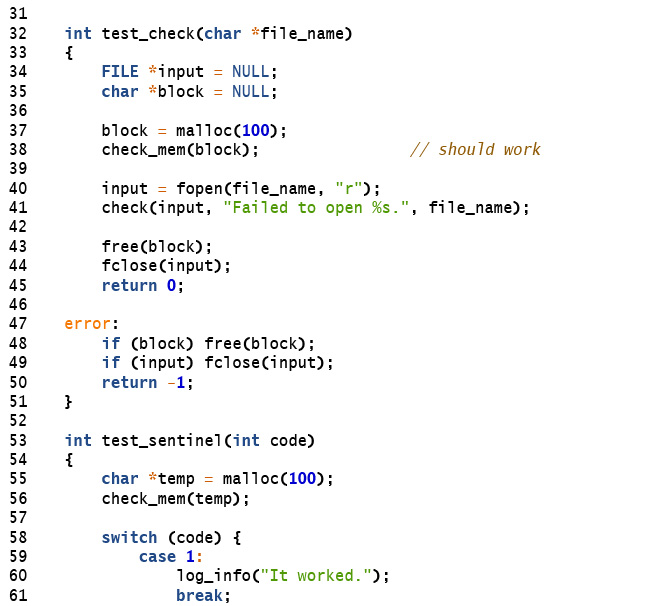 31
32    int test_check(char *file_name)
33    {
34        FILE *input = NULL;
35        char *block = NULL;
36
37        block = malloc(100);
38        check_mem(block);                // should work
39
40        input = fopen(file_name, "r");
41        check(input, "Failed to open %s.", file_name);
42
43        free(block);
44        fclose(input);
45        return 0;
46
47    error:
48        if (block) free(block);
49        if (input) fclose(input);
50        return -1;
51    }
52
53    int test_sentinel(int code)
54    {
55        char *temp = malloc(100);
56        check_mem(temp);
57
58        switch (code) {
59            case 1:
60                log_info("It worked.");
61                break;